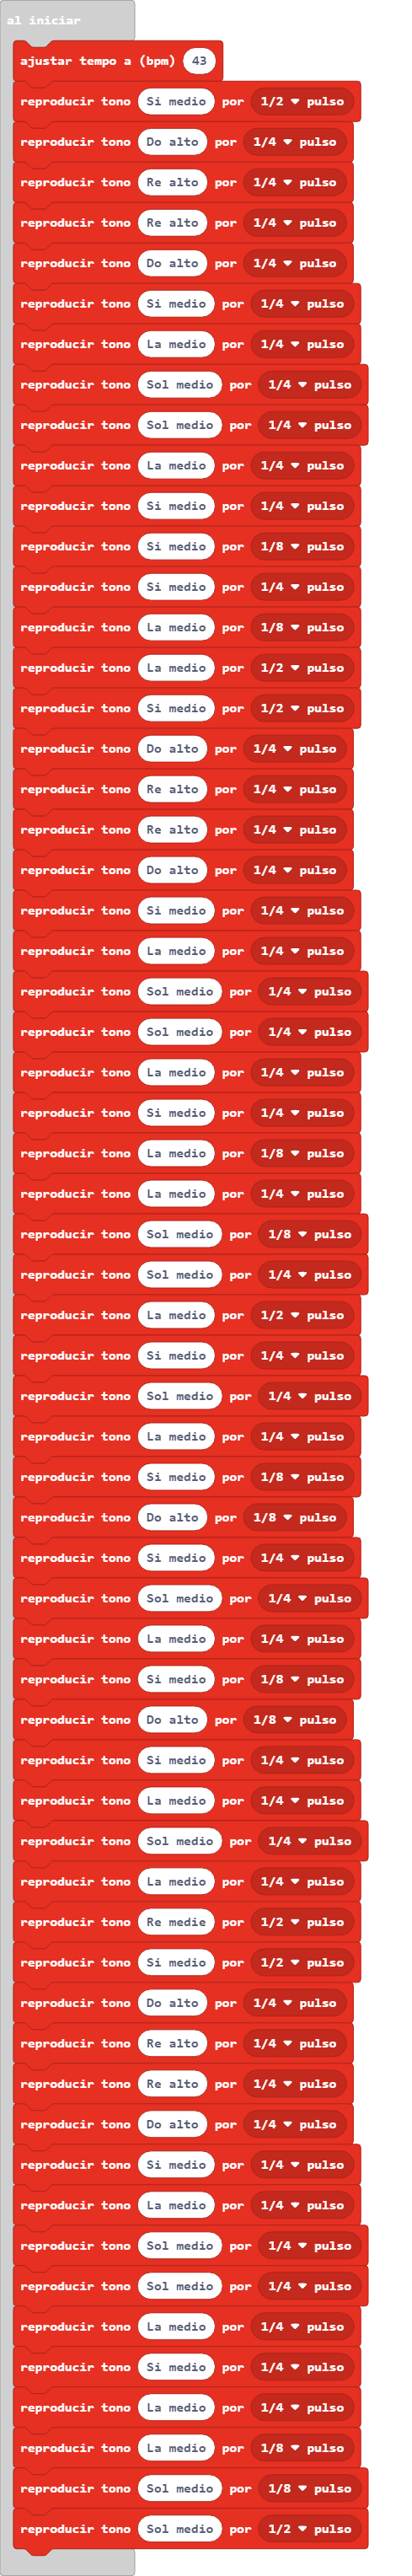 al iniciar
ajustar tempo a (bpm) 43
reproducir tono Si medio por 1/2 pulso
reproducir tono Do alto por 1/4 pulso
reproducir tono Re alto por 1/4 pulso
reproducir tono Re alto por 1/4 pulso
reproducir tono Do alto por 1/4 pulso
reproducir tono Si medio por 1/4 pulso
reproducir tono La medio por 1/4 pulso
reproducir tono Sol medio por 1/4 pulso
reproducir tono Sol medio por 1/4 pulso
reproducir tono La medio por 1/4 pulso
reproducir tono Si medio por 1/4 pulso
reproducir tono Si medio por 1/8 pulso
reproducir tono Si medio por 1/4 pulso
reproducir tono La medio por 1/8 pulso
reproducir tono La medio por 1/2 pulso
reproducir tono Si medio por 1/2 pulso
reproducir tono Do alto por 1/4 pulso
reproducir tono Re alto por 1/4 pulso
reproducir tono Re alto por 1/4 pulso
reproducir tono Do alto por 1/4 pulso
reproducir tono Si medio por 1/4 pulso
reproducir tono La medio por 1/4 pulso
reproducir tono Sol medio por 1/4 pulso
reproducir tono Sol medio por 1/4 pulso
reproducir tono La medio por 1/4 pulso
reproducir tono Si medio por 1/4 pulso
reproducir tono La medio por 1/8 pulso
reproducir tono La medio por 1/4 pulso
reproducir tono Sol medio por 1/8 pulso
reproducir tono Sol medio por 1/4 pulso
reproducir tono La medio por 1/2 pulso
reproducir tono Si medio por 1/4 pulso
reproducir tono Sol medio por 1/4 pulso
reproducir tono La medio por 1/4 pulso
reproducir tono Si medio por 1/8 pulso
reproducir tono Do alto por 1/8 pulso
reproducir tono Si medio por 1/4 pulso
reproducir tono Sol medio por 1/4 pulso
reproducir tono La medio por 1/4 pulso
reproducir tono Si medio por 1/8 pulso
reproducir tono Do alto por 1/8 pulso
reproducir tono Si medio por 1/4 pulso
reproducir tono La medio por 1/4 pulso
reproducir tono Sol medio por 1/4 pulso
reproducir tono La medio por 1/4 pulso
reproducir tono Re medie por 1/2 pulso
reproducir tono Si medio por 1/2 pulso
reproducir tono Do alto por 1/4 pulso
reproducir tono Re alto por 1/4 pulso
reproducir tono Re alto por 1/4 pulso
reproducir tono Do alto por 1/4 pulso
reproducir tono Si medio por 1/4 pulso
reproducir tono La medio por 1/4 pulso
reproducir tono Sol medio por 1/4 pulso
reproducir tono Sol medio por 1/4 pulso
reproducir tono La medio por 1/4 pulso
reproducir tono Si medio por 1/4 pulso
reproducir tono La medio por 1/4 pulso
reproducir tono La medio por 1/8 pulso
reproducir tono Sol medio por 1/8 pulso
reproducir tono Sol medio por 1/2 pulso